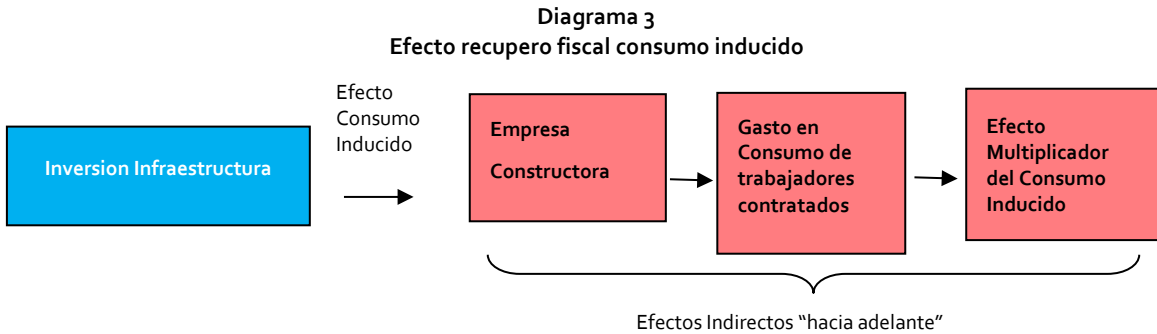 Diagrama 3
Efecto recupero fiscal consumo inducido
Inversion Infraestructura
Efecto
Consumo
Inducido
Empresa
Constructora
Gasto en
Consumo de
trabajadores
contratados
Efecto
Multiplicador
del Consumo
Inducido
Efectos Indirectos “hacia adelante”